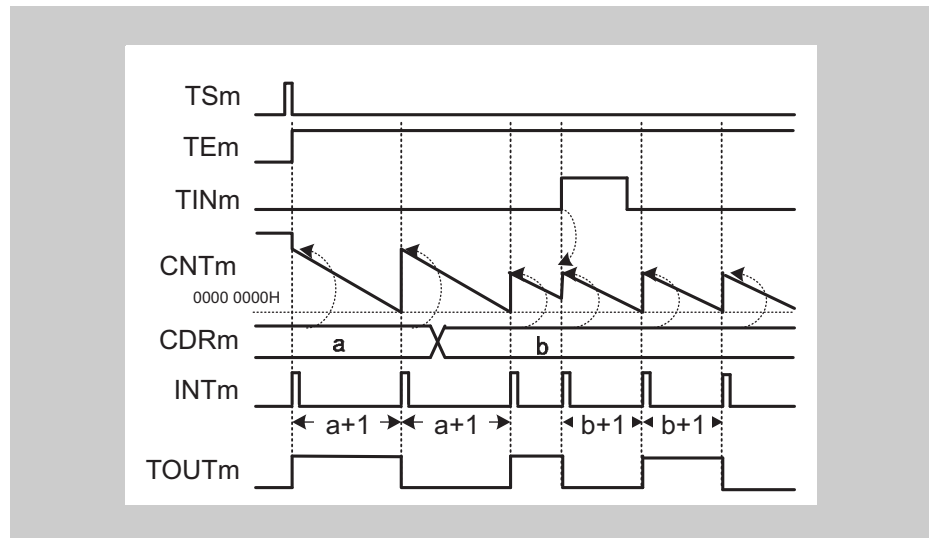 TSm
TEm
TINm
CNTm
0000 0000H
CDRm
a
b
INTm
a+1 a+1 b+1 b+1
TOUTm